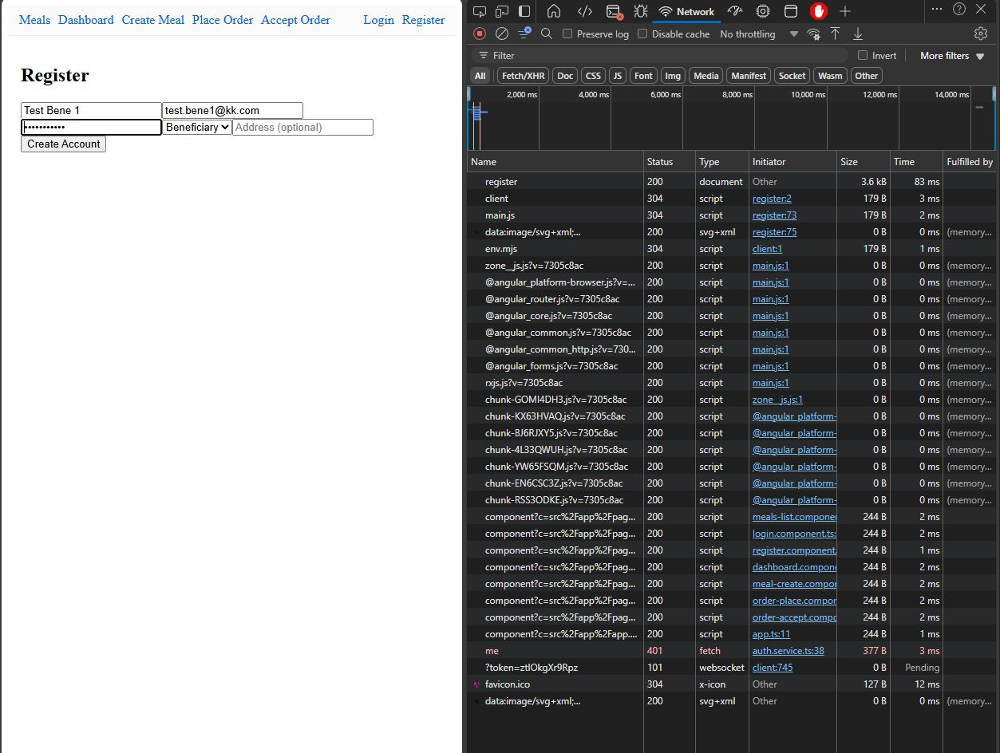 Meals Dashboard Create Meal Place Order Accept Order Login Register
Register
Test Bene 1 test.bene1@kk.com
••••••••••• Beneficiary Address (optional)
Create Account
Network
Preserve log Disable cache No throttling
Filter Invert More filters
All Fetch/XHR Doc CSS JS Font Img Media Manifest Socket Wasm Other
2,000 ms 4,000 ms 6,000 ms 8,000 ms 10,000 ms 12,000 ms 14,000 ms
Name Status Type Initiator Size Time Fulfilled by
register 200 document Other 3.6 kB 83 ms
client 304 script register:2 179 B 3 ms
main.js 304 script register:73 179 B 2 ms
data:image/svg+xml;... 200 svg+xml register:75 0 B 0 ms (memory...
env.mjs 304 script client:1 179 B 1 ms
zone__js.js?v=7305c8ac 200 script main.js:1 0 B 0 ms (memory...
@angular_platform-browser.js?v=... 200 script main.js:1 0 B 0 ms (memory...
@angular_router.js?v=7305c8ac 200 script main.js:1 0 B 0 ms (memory...
@angular_core.js?v=7305c8ac 200 script main.js:1 0 B 0 ms (memory...
@angular_common.js?v=7305c8ac 200 script main.js:1 0 B 0 ms (memory...
@angular_common_http.js?v=730... 200 script main.js:1 0 B 0 ms (memory...
@angular_forms.js?v=7305c8ac 200 script main.js:1 0 B 0 ms (memory...
rxjs.js?v=7305c8ac 200 script main.js:1 0 B 0 ms (memory...
chunk-GOMI4DH3.js?v=7305c8ac 200 script zone__js.js:1 0 B 0 ms (memory...
chunk-KX63HVAQ.js?v=7305c8ac 200 script @angular_platform- 0 B 0 ms (memory...
chunk-BJ6RJXY5.js?v=7305c8ac 200 script @angular_platform- 0 B 0 ms (memory...
chunk-4L33QWUH.js?v=7305c8ac 200 script @angular_platform- 0 B 0 ms (memory...
chunk-YW65FSQM.js?v=7305c8ac 200 script @angular_platform- 0 B 0 ms (memory...
chunk-EN6CSC3Z.js?v=7305c8ac 200 script @angular_platform- 0 B 0 ms (memory...
chunk-RSS3ODKE.js?v=7305c8ac 200 script @angular_platform- 0 B 0 ms (memory...
component?c=src%2Fapp%2Fpag... 200 script meals-list.componen 244 B 2 ms
component?c=src%2Fapp%2Fpag... 200 script login.component.ts: 244 B 2 ms
component?c=src%2Fapp%2Fpag... 200 script register.component. 244 B 1 ms
component?c=src%2Fapp%2Fpag... 200 script dashboard.compone 244 B 2 ms
component?c=src%2Fapp%2Fpag... 200 script meal-create.compor 244 B 2 ms
component?c=src%2Fapp%2Fpag... 200 script order-place.compor 244 B 2 ms
component?c=src%2Fapp%2Fpag... 200 script order-accept.compo 244 B 2 ms
component?c=src%2Fapp%2Fapp.... 200 script app.ts:11 244 B 1 ms
me 401 fetch auth.service.ts:38 377 B 3 ms
?token=ztIOkgXr9Rpz 101 websocket client:745 0 B Pending
favicon.ico 304 x-icon Other 127 B 12 ms
data:image/svg+xml;... 200 svg+xml Other 0 B 0 ms (memory...